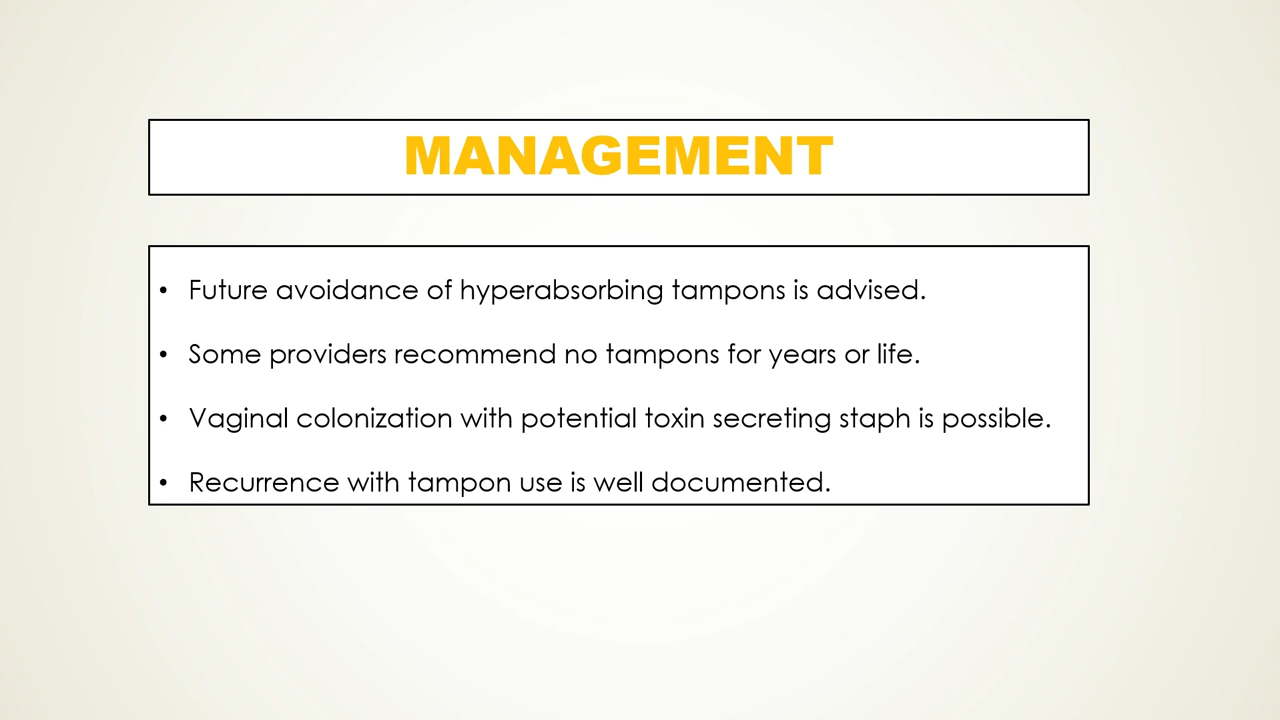 MANAGEMENT
• Future avoidance of hyperabsorbing tampons is advised.
• Some providers recommend no tampons for years or life.
• Vaginal colonization with potential toxin secreting staph is possible.
• Recurrence with tampon use is well documented.